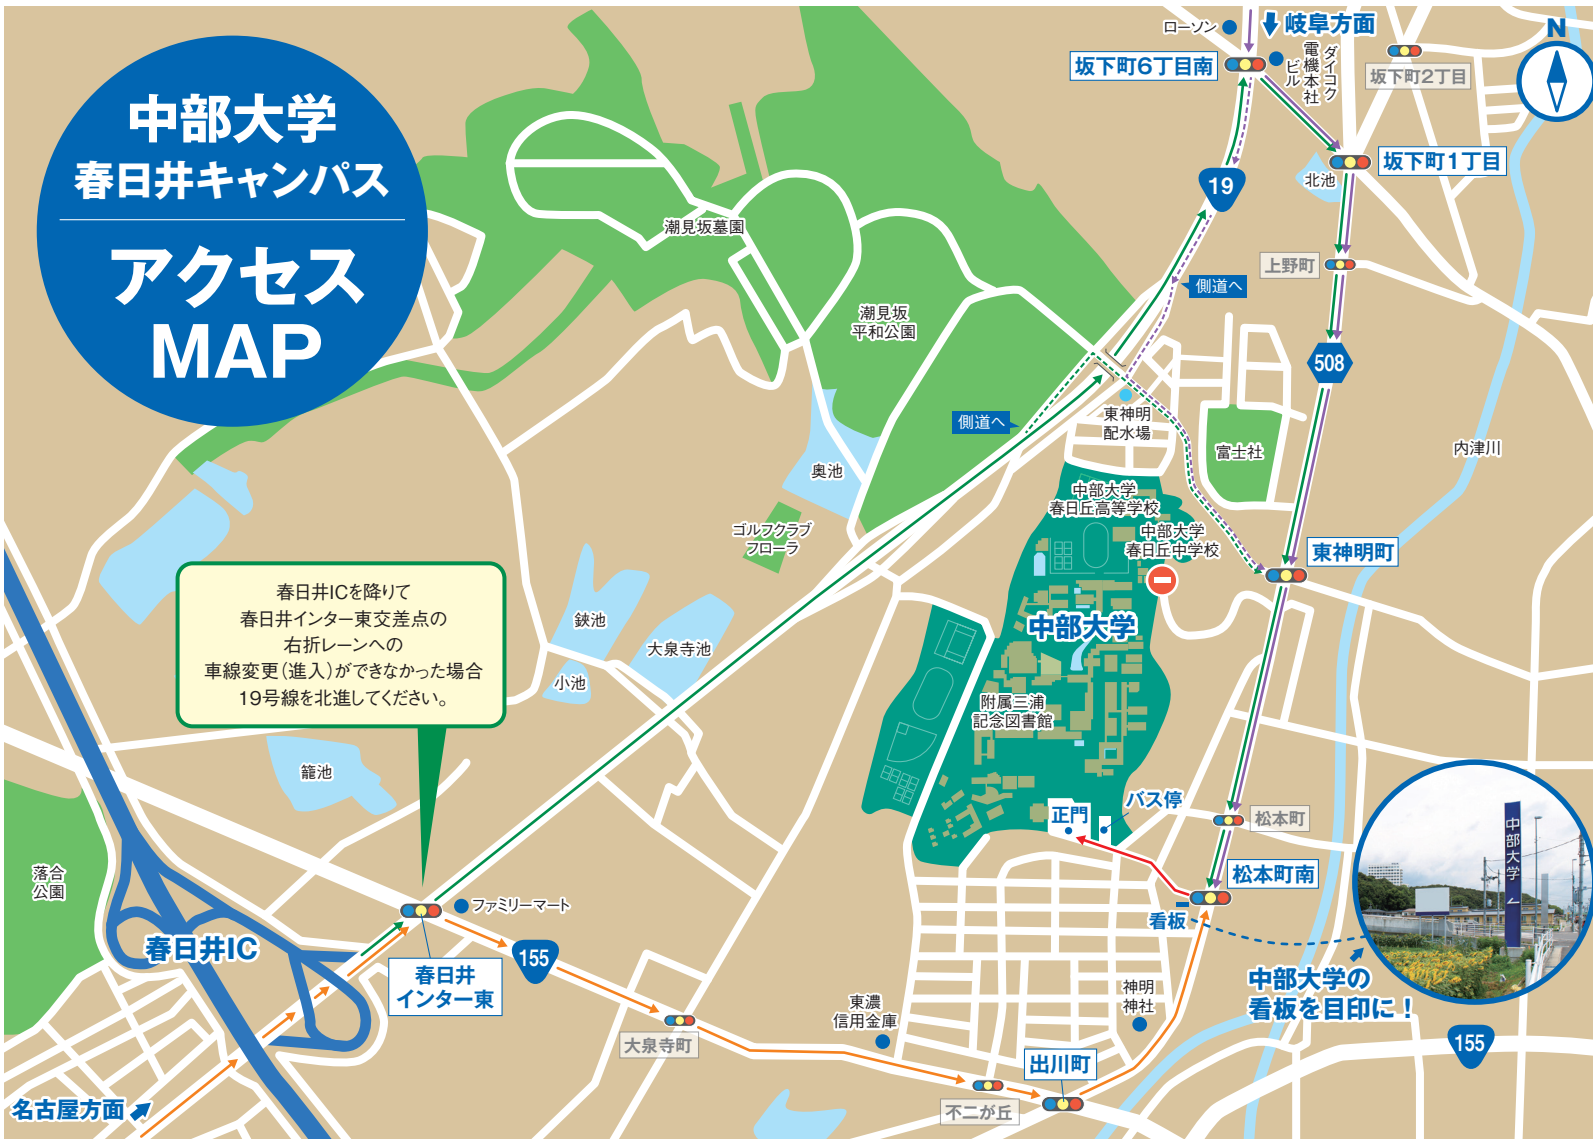 中部大学
春日井キャンパス
アクセス
MAP
ローソン
岐阜方面
坂下町6丁目南
ダイコク
電機本社
ビル
坂下町2丁目
N
坂下町1丁目
北池
19
潮見坂墓園
上野町
側道へ
潮見坂
平和公園
508
側道へ
東神明
配水場
富士社
内津川
奥池
中部大学
春日丘高等学校
ゴルフクラブ
フローラ
中部大学
春日丘中学校
東神明町
春日井ICを降りて
春日井インター東交差点の
右折レーンへの
車線変更(進入)ができなかった場合
19号線を北進してください。
鋏池
大泉寺池
小池
中部大学
附属三浦
記念図書館
籠池
正門
バス停
松本町
中部大学
落合
公園
松本町南
ファミリーマート
看板
春日井IC
155
春日井
インター東
中部大学の
看板を目印に!
神明
神社
東濃
信用金庫
大泉寺町
155
出川町
名古屋方面
不二が丘